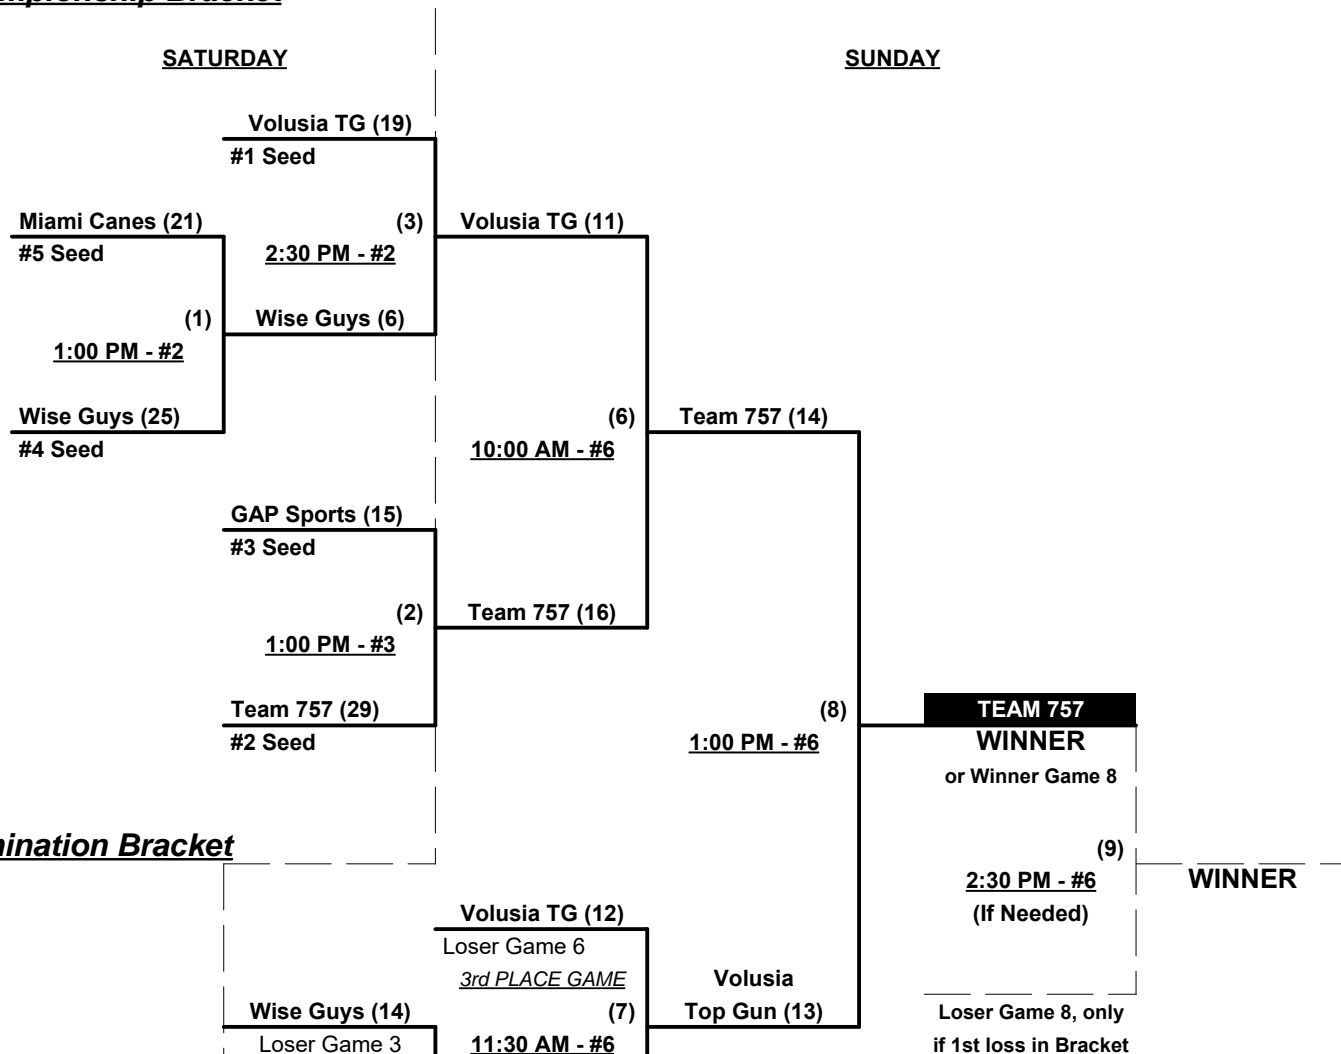 SATURDAY
SUNDAY
Volusia TG (19)
#1 Seed
Miami Canes (21)
(3)
Volusia TG (11)
#5 Seed
2:30 PM - #2
(1)
Wise Guys (6)
1:00 PM - #2
Wise Guys (25)
(6)
Team 757 (14)
#4 Seed
10:00 AM - #6
GAP Sports (15)
#3 Seed
(2)
Team 757 (16)
1:00 PM - #3
Team 757 (29)
(8)
TEAM 757
#2 Seed
1:00 PM - #6
WINNER
or Winner Game 8
Bracket
(9)
2:30 PM - #6
WINNER
(If Needed)
Volusia TG (12)
Loser Game 6
3rd PLACE GAME
Volusia
Wise Guys (14)
(7)
Top Gun (13)
Loser Game 8, only
Loser Game 3
11:30 AM - #6
if 1st loss in Bracket